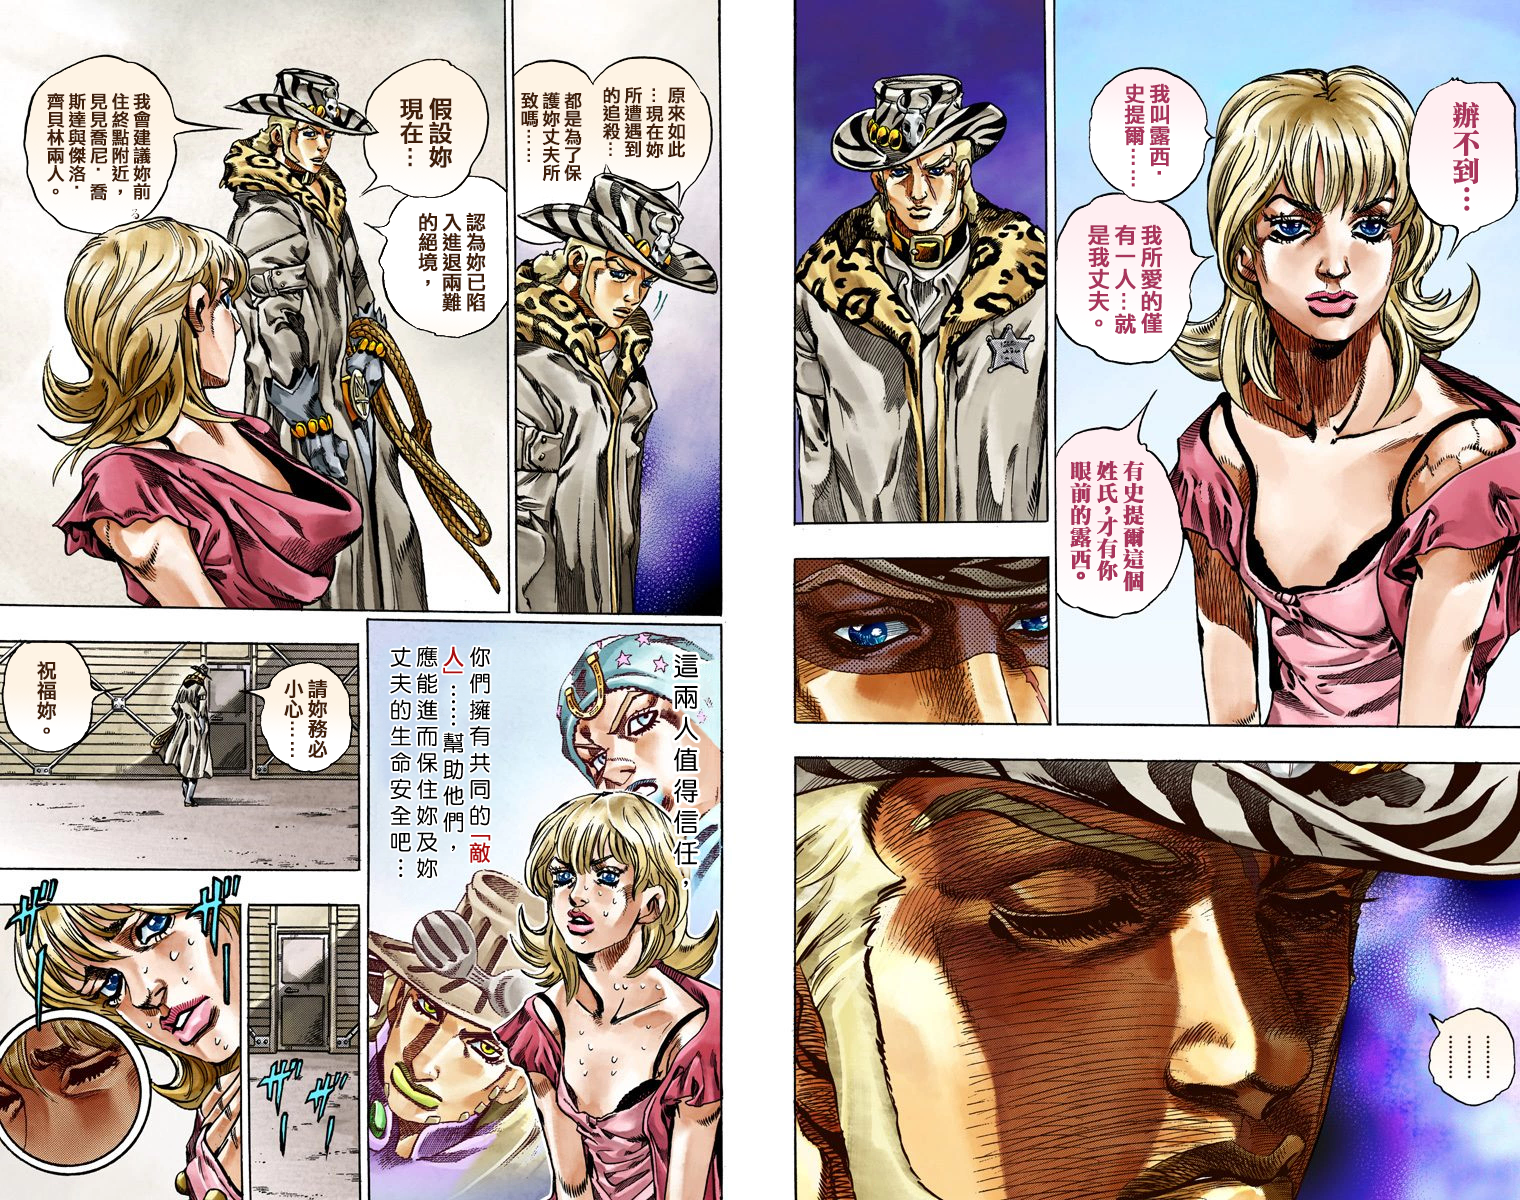 辦不到…
我叫露西.
史提爾……
我所愛的僅
有一人…就
是我丈夫。
有史提爾這個
姓氏,才有你
眼前的露西。
………
………
………
原來如此
…現在妳
所遭遇到
的追殺…
都是為了保
護妳丈夫所
致嗎……
假設妳
現在…
認為妳已陷
入進退兩難
的絕境，
我會建議妳前
往終點附近，
見見喬尼．喬
斯達與傑洛．
齊貝林兩人。
這兩人值得信任，
你們擁有共同的「敵
人」……幫助他們，
應能進而保住妳及妳
丈夫的生命安全吧…
請妳務必
小心……
祝福妳。
ザ
ザ
ザ
ザ